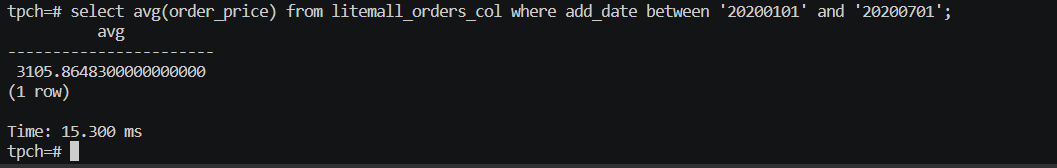 tpch=# select avg(order_price) from litemall_orders_col where add_date between '20200101' and '20200701';
avg
-----------------------
3105.8648300000000000
(1 row)
Time: 15.300 ms
tpch=#